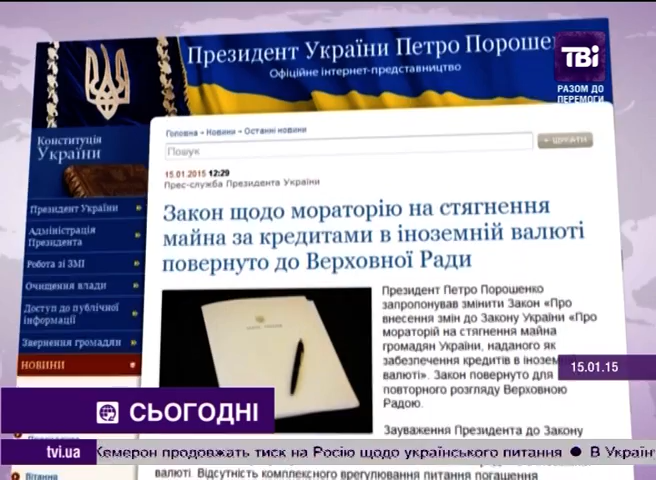 Президент України Петро Порошен
Офіційне інтернет-представництво
ТВі
РАЗОМ ДО
ПЕРЕМОГИ
Конституція
України
Головна – Новини – Останні новини
Пошук
шукати
15.01.2015 12:29
Прес-служба Президента України
Закон щодо мораторію на стягнення
майна за кредитами в іноземній валюті
повернуто до Верховної Ради
Президент України
Адміністрація
Президента
Робота зі ЗМІ
Очищення влади
Доступ до публічної
інформації
Звернення громадян
НОВИНИ
Президент Петро Порошенко
запропонував змінити Закон «Про
внесення змін до Закону України «Про
мораторій на стягнення майна
громадян України, наданого як
забезпечення кредитів в інозем
валюті». Закон повернуто для
повторного розгляду Верховною
Радою.
15.01.15
Зауваження Президента до Закону
СЬОГОДНІ
tvi.ua
Кемерон продовжать тиск на Росію щодо українського питання ● В Україн
валюті. Відсутність комплексного врегулювання питання погашення
Питання